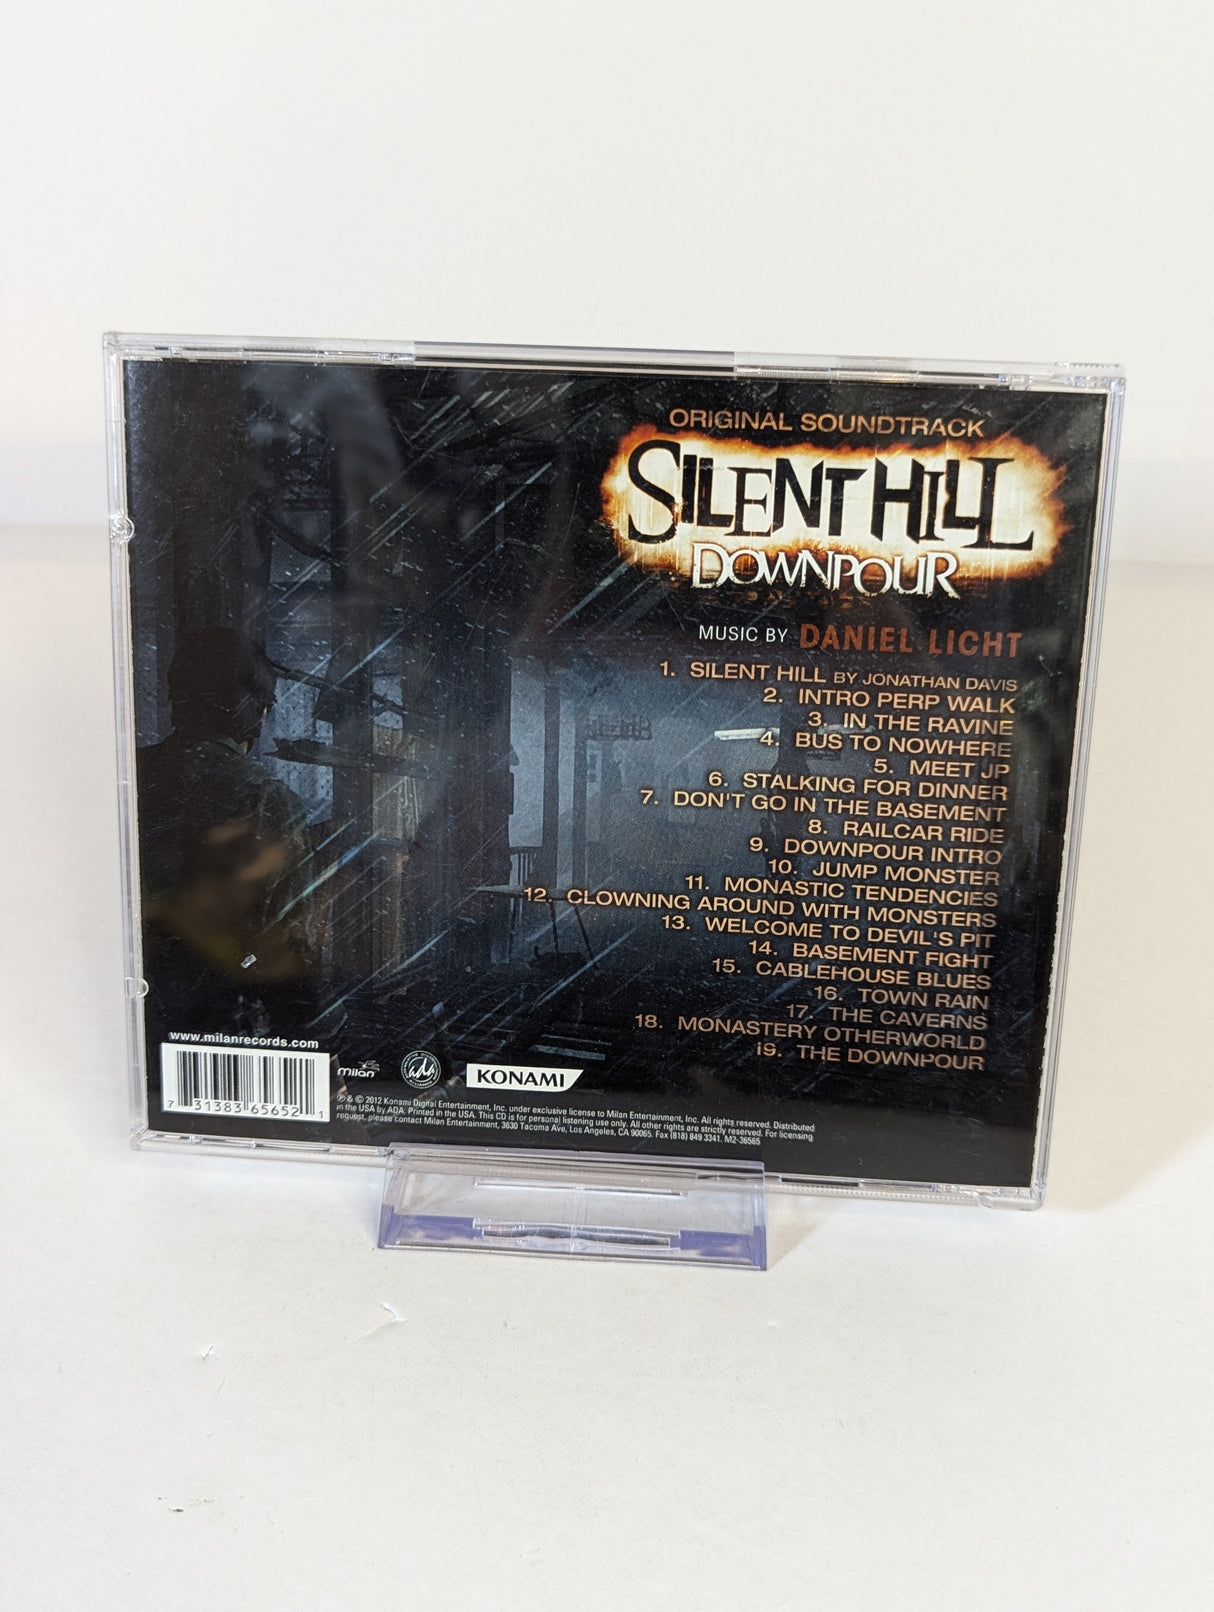 ORIGINAL SOUNDTRACK
SILENT HILL
DOWNPOUR
MUSIC BY DANIEL LICHT
1. SILENT HILL BY JONATHAN DAVIS
2. INTRO PERP WALK
3. IN THE RAVINE
4. BUS TO NOWHERE
5. MEET JP
6. STALKING FOR DINNER
7. DON'T GO IN THE BASEMENT
8. RAILCAR RIDE
9. DOWNPOUR INTRO
10. JUMP MONSTER
11. MONASTIC TENDENCIES
12. CLOWNING AROUND WITH MONSTERS
13. WELCOME TO DEVIL'S PIT
14. BASEMENT FIGHT
15. CABLEHOUSE BLUES
16. TOWN RAIN
17. THE CAVERNS
18. MONASTERY OTHERWORLD
19. THE DOWNPOUR
www.milanrecords.com
7 31383 65652 1
milan
ada
KONAMI
℗ & © 2012 Konami Digital Entertainment, Inc. under exclusive license to Milan Entertainment, Inc. All rights reserved. Distributed
in the USA by ADA. Printed in the USA. This CD is for personal listening use only. All other rights are strictly reserved. For licensing
request, please contact Milan Entertainment, 3630 Tacoma Ave, Los Angeles, CA 90065. Fax (818) 849 3341. M2-36565